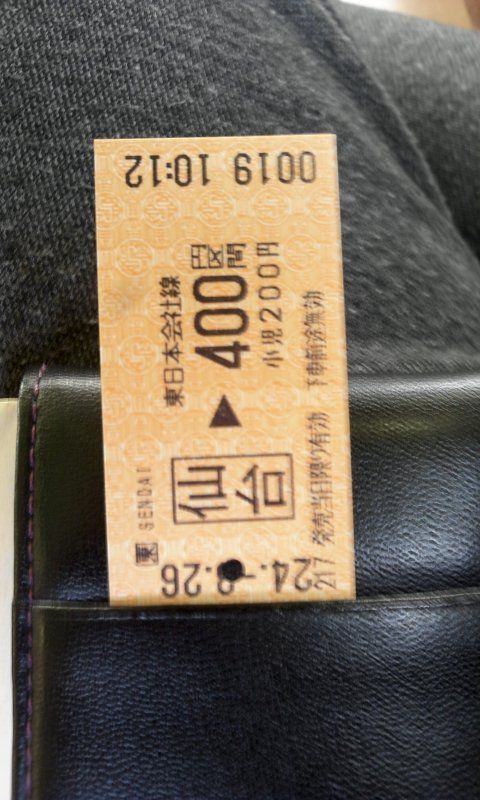 東 SENDAI 東日本会社線
仙台 ▶ 400円区間
小児200円
217 発売当日限り有効 下車前途無効
24.-8.26
0019 10:12